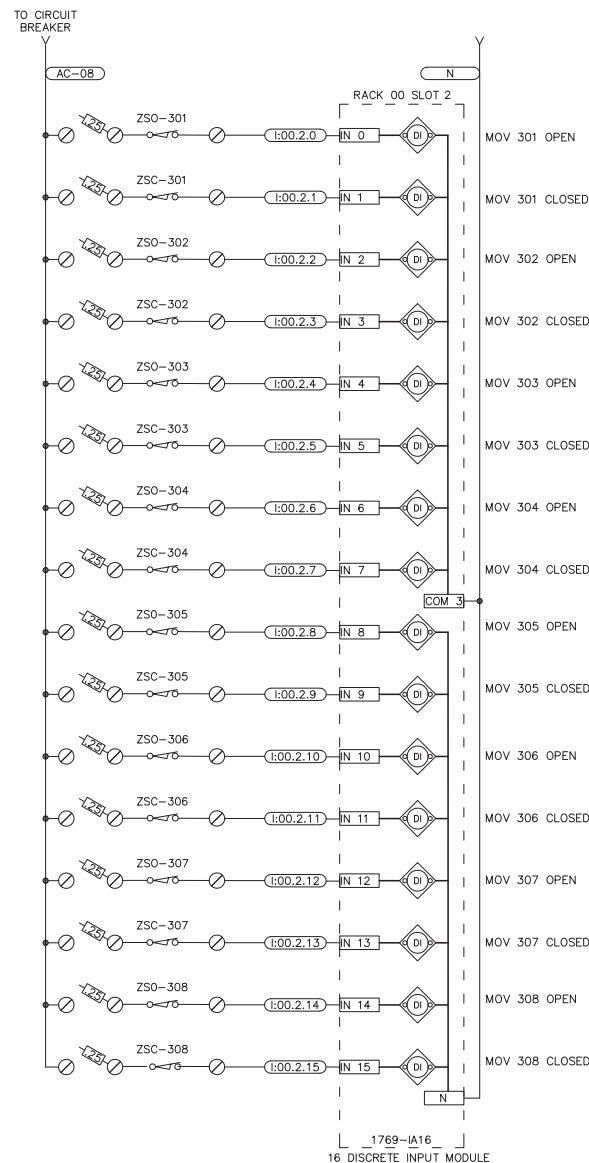 TO CIRCUIT
BREAKER
AC-08
N
RACK 00 SLOT 2
.25 ZSO-301 I:00.2.0 IN 0 DI MOV 301 OPEN
.25 ZSC-301 I:00.2.1 IN 1 DI MOV 301 CLOSED
.25 ZSO-302 I:00.2.2 IN 2 DI MOV 302 OPEN
.25 ZSC-302 I:00.2.3 IN 3 DI MOV 302 CLOSED
.25 ZSO-303 I:00.2.4 IN 4 DI MOV 303 OPEN
.25 ZSC-303 I:00.2.5 IN 5 DI MOV 303 CLOSED
.25 ZSO-304 I:00.2.6 IN 6 DI MOV 304 OPEN
.25 ZSC-304 I:00.2.7 IN 7 DI MOV 304 CLOSED
COM 3
.25 ZSO-305 I:00.2.8 IN 8 DI MOV 305 OPEN
.25 ZSC-305 I:00.2.9 IN 9 DI MOV 305 CLOSED
.25 ZSO-306 I:00.2.10 IN 10 DI MOV 306 OPEN
.25 ZSC-306 I:00.2.11 IN 11 DI MOV 306 CLOSED
.25 ZSO-307 I:00.2.12 IN 12 DI MOV 307 OPEN
.25 ZSC-307 I:00.2.13 IN 13 DI MOV 307 CLOSED
.25 ZSO-308 I:00.2.14 IN 14 DI MOV 308 OPEN
.25 ZSC-308 I:00.2.15 IN 15 DI MOV 308 CLOSED
N
1769-IA16
16 DISCRETE INPUT MODULE